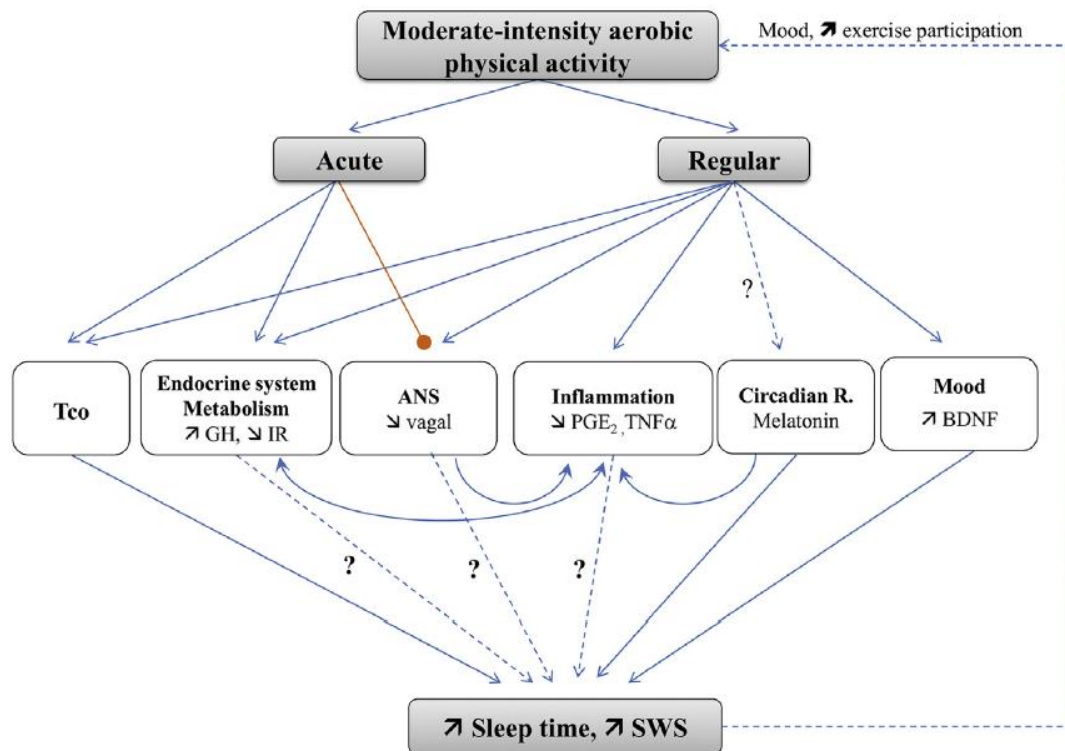 Moderate-intensity aerobic
physical activity
Mood, ↗ exercise participation
Acute
Regular
?
Tco
Endocrine system
Metabolism
↗ GH, ↘ IR
ANS
↘ vagal
Inflammation
↘ PGE₂,TNFα
Circadian R.
Melatonin
Mood
↗ BDNF
?
?
?
↗ Sleep time, ↗ SWS